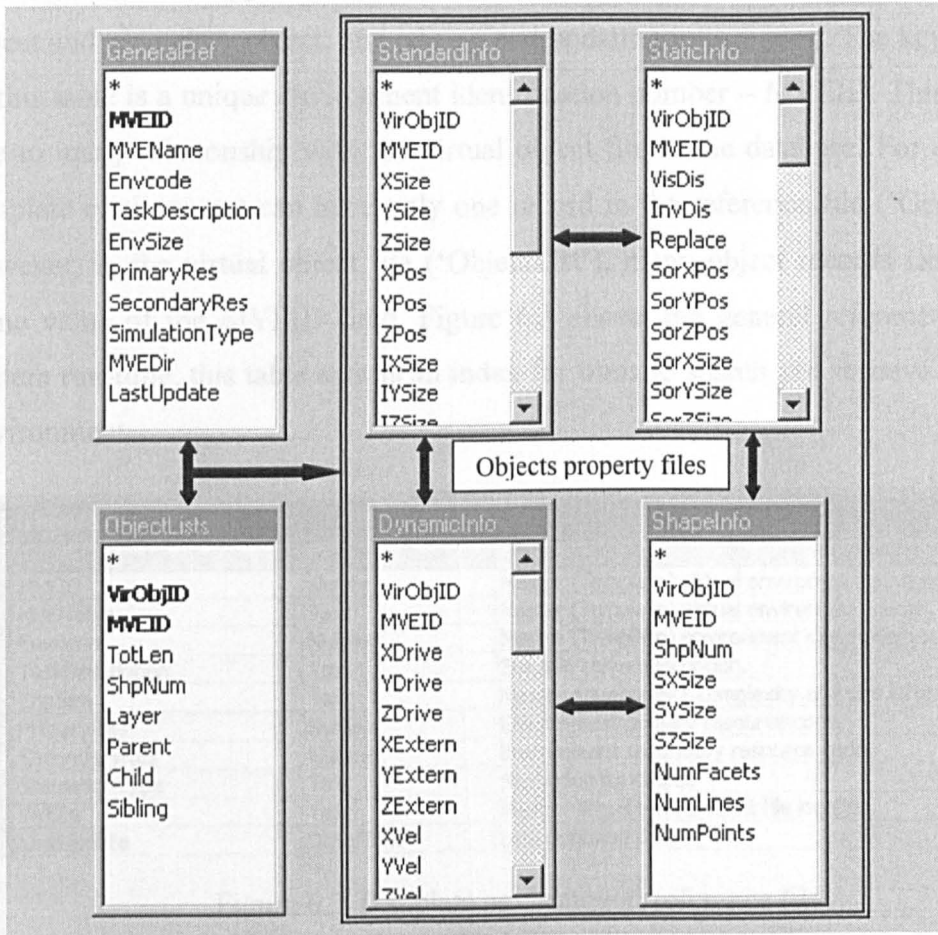 GeneralRef
*
MVEID
MVEName
Envcode
TaskDescription
EnvSize
PrimaryRes
SecondaryRes
SimulationType
MVEDir
LastUpdate
StandardInfo
*
VirObjID
MVEID
XSize
YSize
ZSize
XPos
YPos
ZPos
IXSize
IYSize
IZSize
StaticInfo
*
VirObjID
MVEID
VisDis
InvDis
Replace
SorXPos
SorYPos
SorZPos
SorXSize
SorYSize
SorZSize
Objects property files
ObjectLists
*
VirObjID
MVEID
TotLen
ShpNum
Layer
Parent
Child
Sibling
DynamicInfo
*
VirObjID
MVEID
XDrive
YDrive
ZDrive
XExtern
YExtern
ZExtern
XVel
YVel
ZVel
ShapeInfo
*
VirObjID
MVEID
ShpNum
SXSize
SYSize
SZSize
NumFacets
NumLines
NumPoints